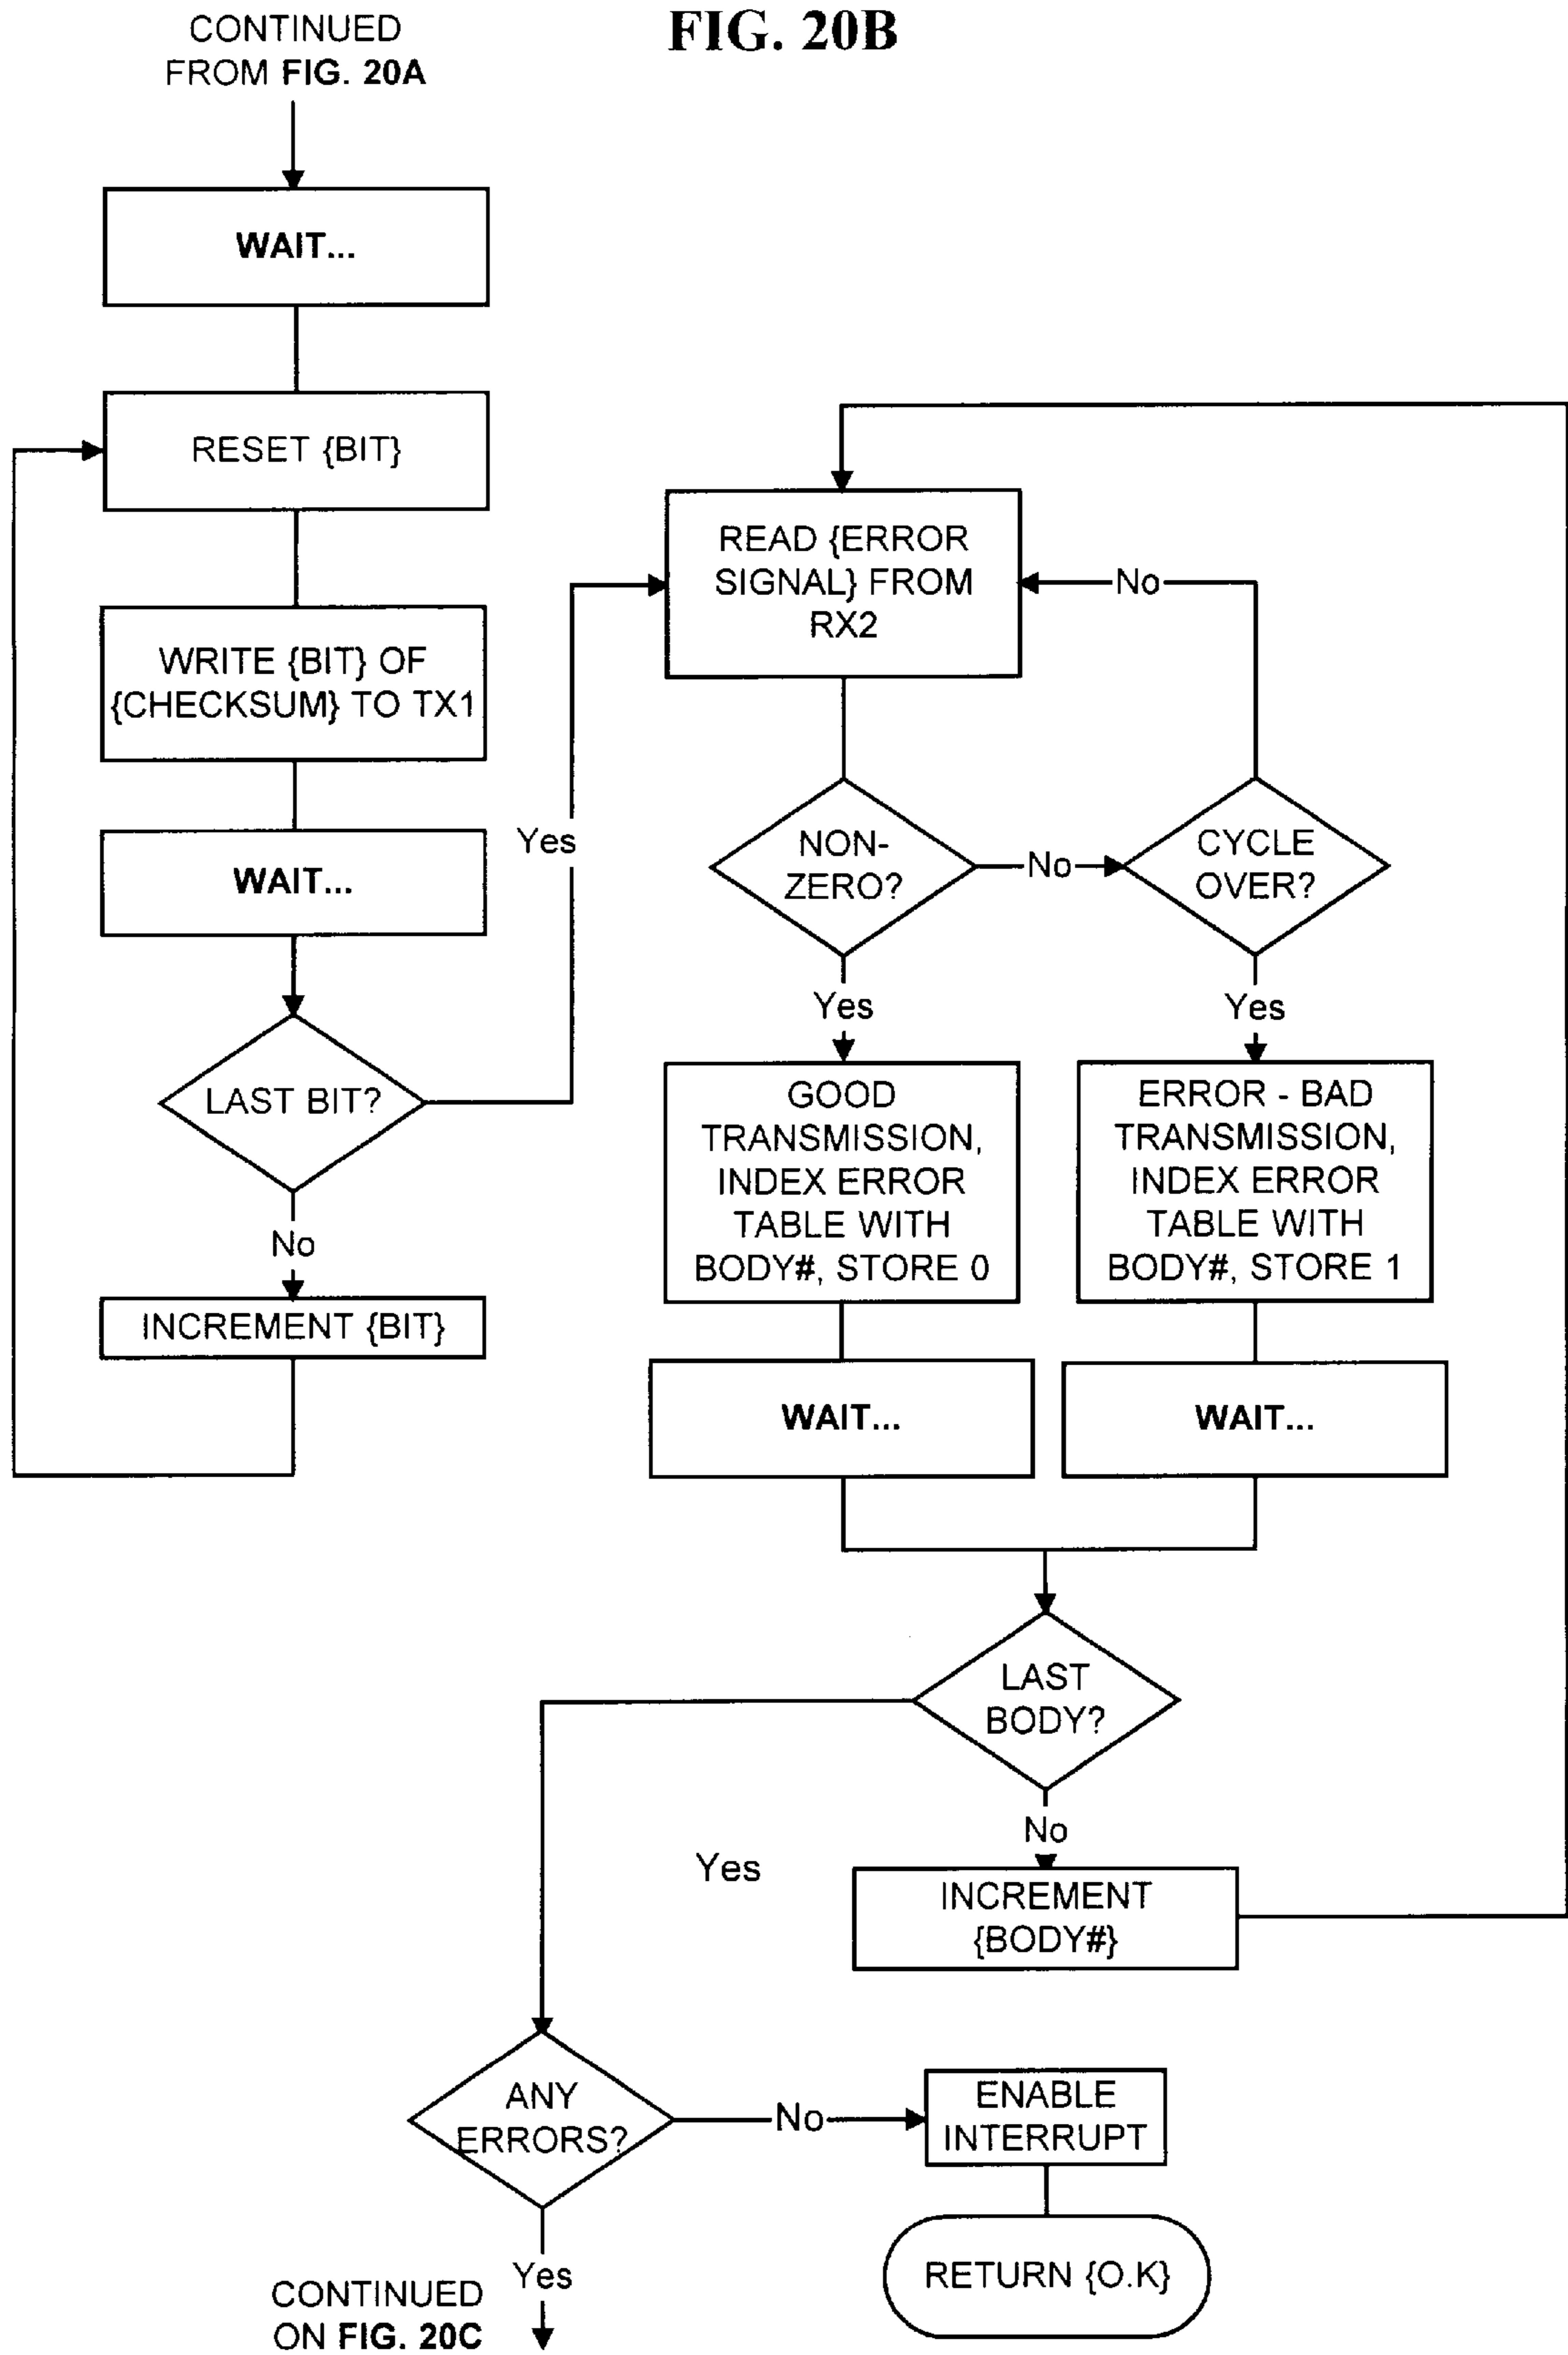 FIG. 20B
CONTINUED
FROM FIG. 20A
WAIT...
RESET {BIT}
WRITE {BIT} OF
{CHECKSUM} TO TX1
WAIT...
LAST BIT?
Yes
No
INCREMENT {BIT}
READ {ERROR
SIGNAL} FROM
RX2
No
NON-
ZERO?
No
CYCLE
OVER?
Yes
Yes
GOOD
TRANSMISSION,
INDEX ERROR
TABLE WITH
BODY#, STORE 0
ERROR - BAD
TRANSMISSION,
INDEX ERROR
TABLE WITH
BODY#, STORE 1
WAIT...
WAIT...
LAST
BODY?
No
Yes
INCREMENT
{BODY#}
ANY
ERRORS?
No
ENABLE
INTERRUPT
RETURN {O.K}
Yes
CONTINUED
ON FIG. 20C